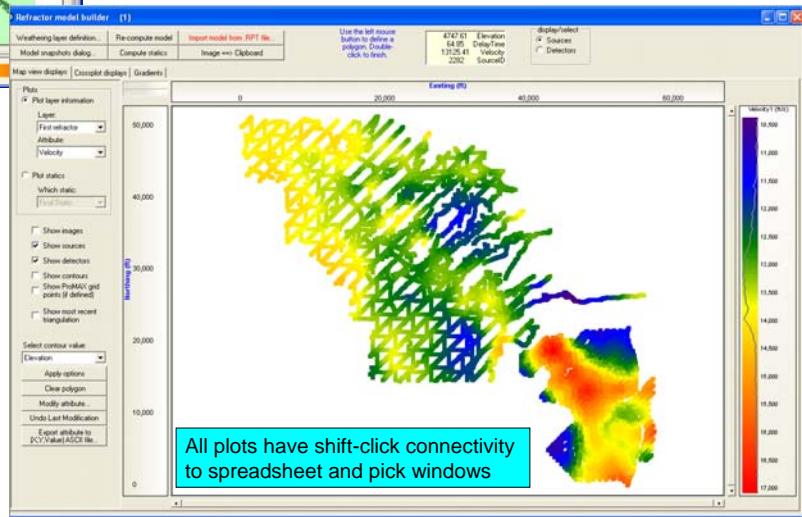 Refractor model builder (1)
Weathering layer definition...
Re-compute model
Import model from .RPT file...
Model snapshots dialog...
Compute statics
Image ==> Clipboard
Use the left mouse
button to define a
polygon. Double-
click to finish.
4747.61 Elevation
64.85 DelayTime
13125.41 Velocity
2282 SourceID
display/select
Sources
Detectors
Map view displays
Crossplot displays
Gradients
Plots
Plot layer information
Layer:
First refractor
Attribute:
Velocity
Plot statics
Which static:
Final Static
Show images
Show sources
Show detectors
Show contours
Show ProMAX grid
points (if defined)
Show most recent
triangulation
Select contour value:
Elevation
Apply options
Clear polygon
Modify attribute...
Undo Last Modification
Export attribute to
(X,Y,Value) ASCII file...
Easting (ft)
0
20,000
40,000
60,000
Northing (ft)
50,000
40,000
30,000
20,000
10,000
0
Velocity1 (ft/s)
10,500
11,000
11,500
12,000
12,500
13,000
13,500
14,000
14,500
15,000
15,500
16,000
16,500
17,000
All plots have shift-click connectivity
to spreadsheet and pick windows